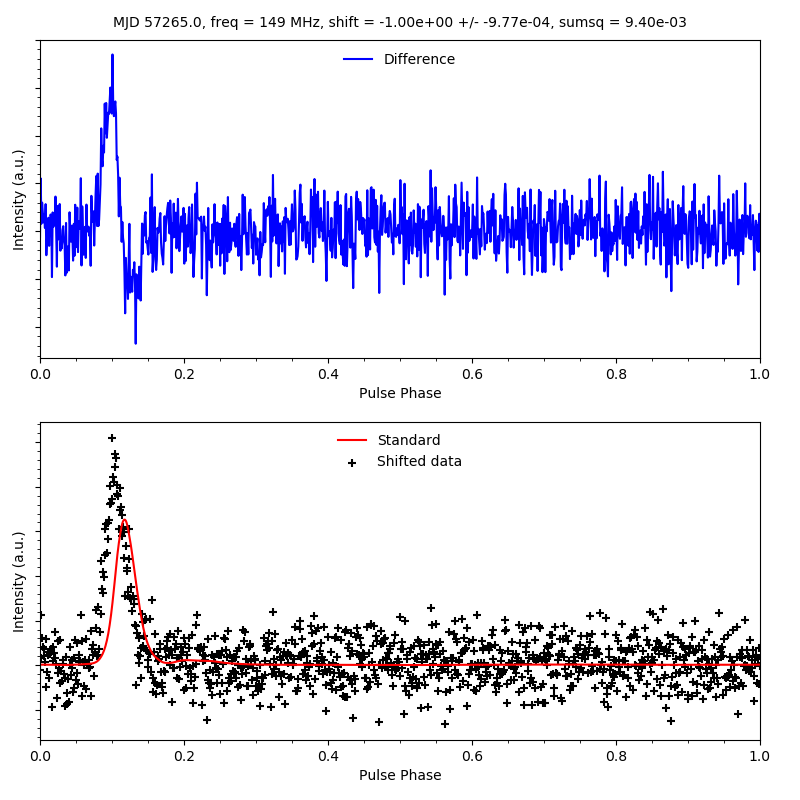 MJD 57265.0, freq = 149 MHz, shift = -1.00e+00 +/- -9.77e-04, sumsq = 9.40e-03
Difference
Intensity (a.u.)
0.0 0.2 0.4 0.6 0.8 1.0
Pulse Phase
Standard
Shifted data
Intensity (a.u.)
0.0 0.2 0.4 0.6 0.8 1.0
Pulse Phase